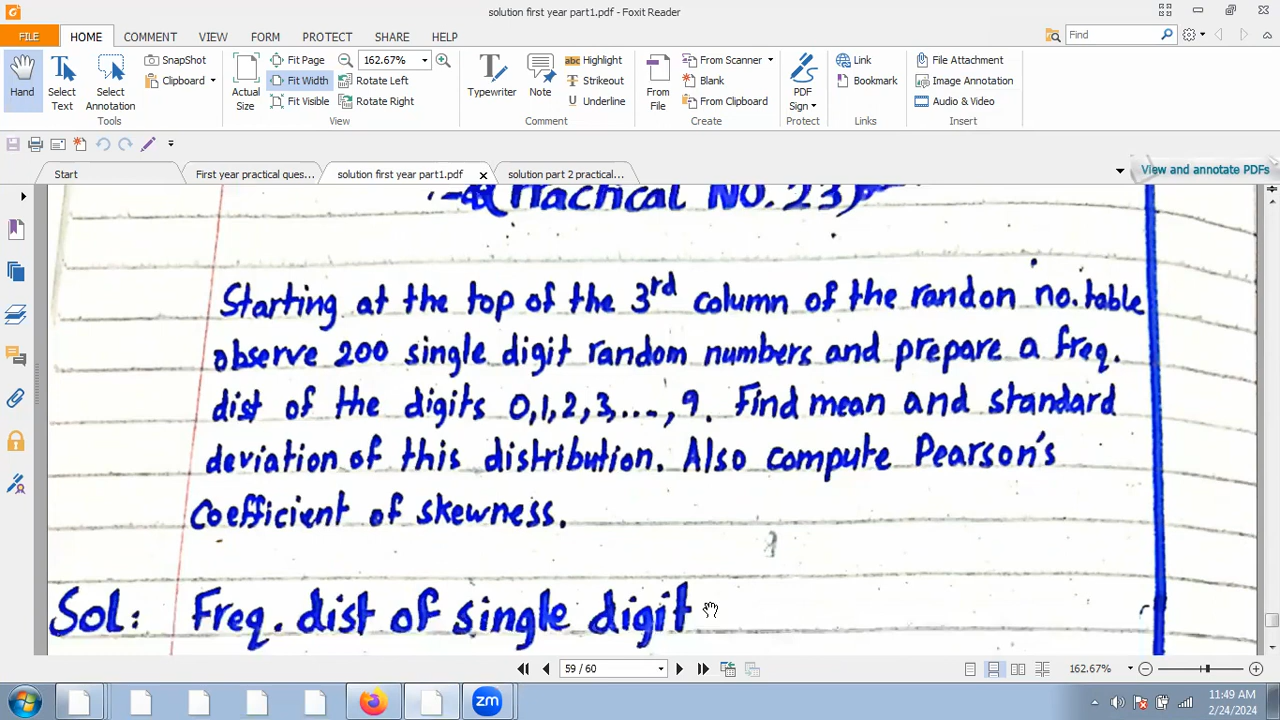 solution first year part1.pdf - Foxit Reader
FILE HOME COMMENT VIEW FORM PROTECT SHARE HELP
Find
Hand
Select Text
Select Annotation
SnapShot
Clipboard
Tools
Actual Size
Fit Page
Fit Width
Fit Visible
162.67%
Rotate Left
Rotate Right
View
Typewriter
Note
Highlight
Strikeout
Underline
Comment
From File
From Scanner
Blank
From Clipboard
Create
PDF Sign
Protect
Link
Bookmark
Links
File Attachment
Image Annotation
Audio & Video
Insert
Start
First year practical ques...
solution first year part1.pdf
solution part 2 practical...
View and annotate PDFs
(Practical No.23)
Starting at the top of the 3rd column of the randon no.table
observe 200 single digit random numbers and prepare a freq.
dist of the digits 0,1,2,3,...,9. Find mean and standard
deviation of this distribution. Also compute Pearson's
Coefficient of skewness.
Sol: Freq. dist of single digit
59 / 60
162.67%
zm
11:49 AM
2/24/2024